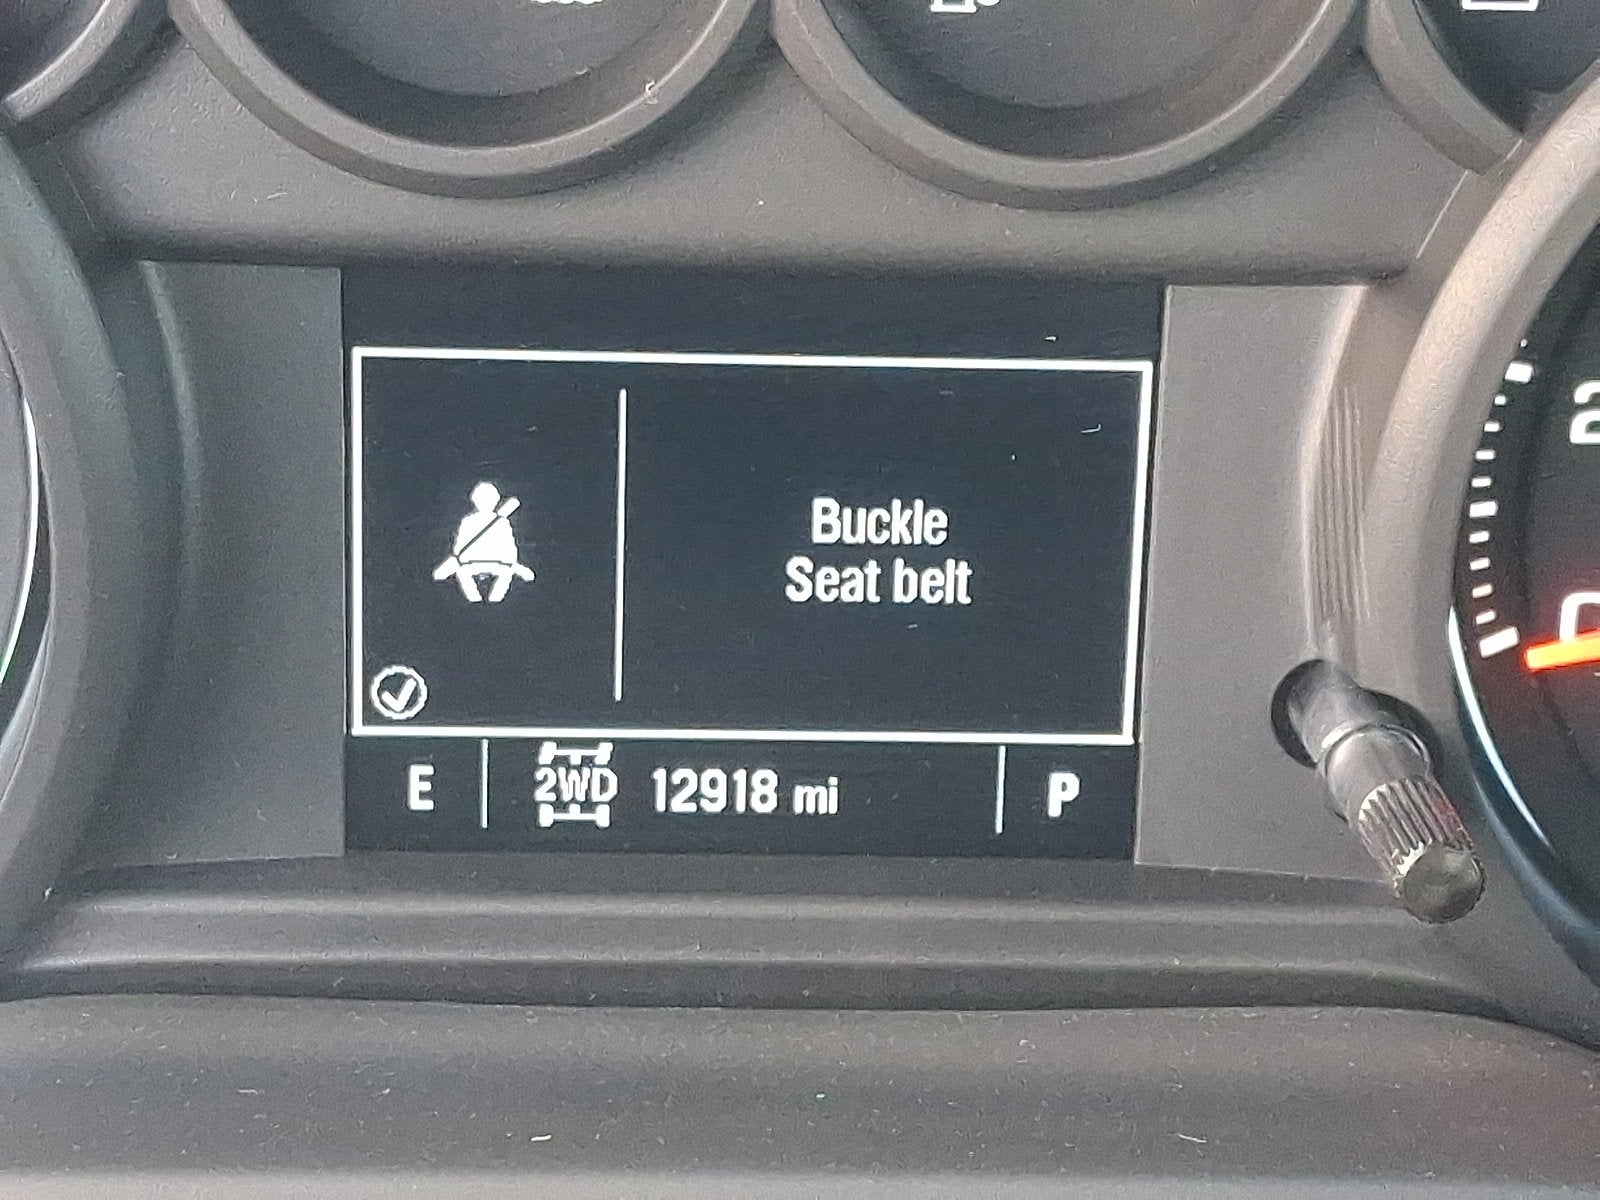 Buckle
Seat belt
E 2WD 12918 mi P